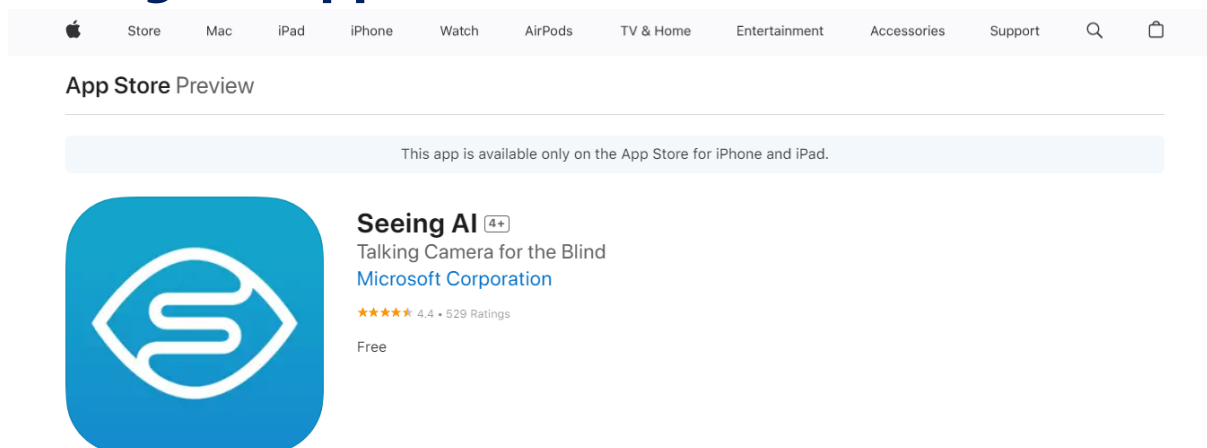 Store Mac iPad iPhone Watch AirPods TV & Home Entertainment Accessories Support
App Store Preview
This app is available only on the App Store for iPhone and iPad.
Seeing AI 4+
Talking Camera for the Blind
Microsoft Corporation
★★★★★ 4.4 • 529 Ratings
Free